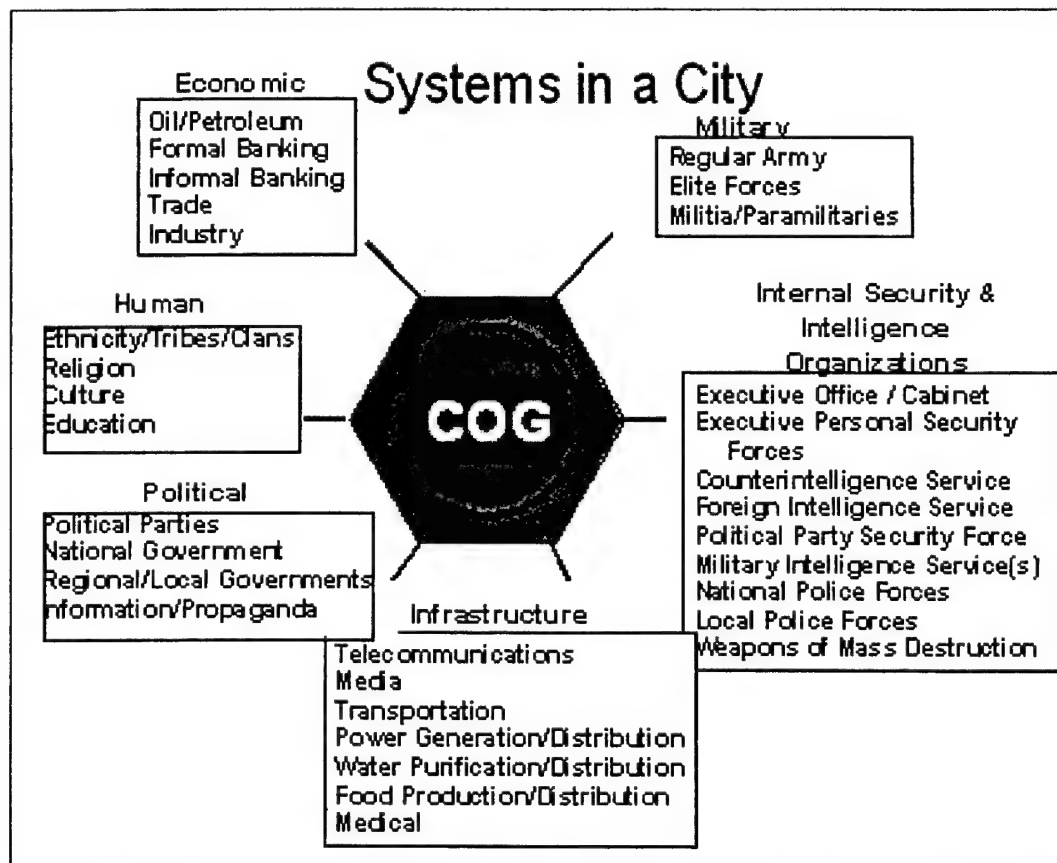 Systems in a City
Economic
Oil/Petroleum
Formal Banking
Informal Banking
Trade
Industry
Military
Regular Army
Elite Forces
Militia/Paramilitaries
Human
Ethnicity/Tribes/Clans
Religion
Culture
Education
COG
Internal Security &
Intelligence
Organizations
Executive Office / Cabinet
Executive Personal Security
Forces
Counterintelligence Service
Foreign Intelligence Service
Political Party Security Force
Military Intelligence Service(s)
National Police Forces
Local Police Forces
Weapons of Mass Destruction
Political
Political Parties
National Government
Regional/Local Governments
Information/Propaganda
Infrastructure
Telecommunications
Media
Transportation
Power Generation/Distribution
Water Purification/Distribution
Food Production/Distribution
Medical